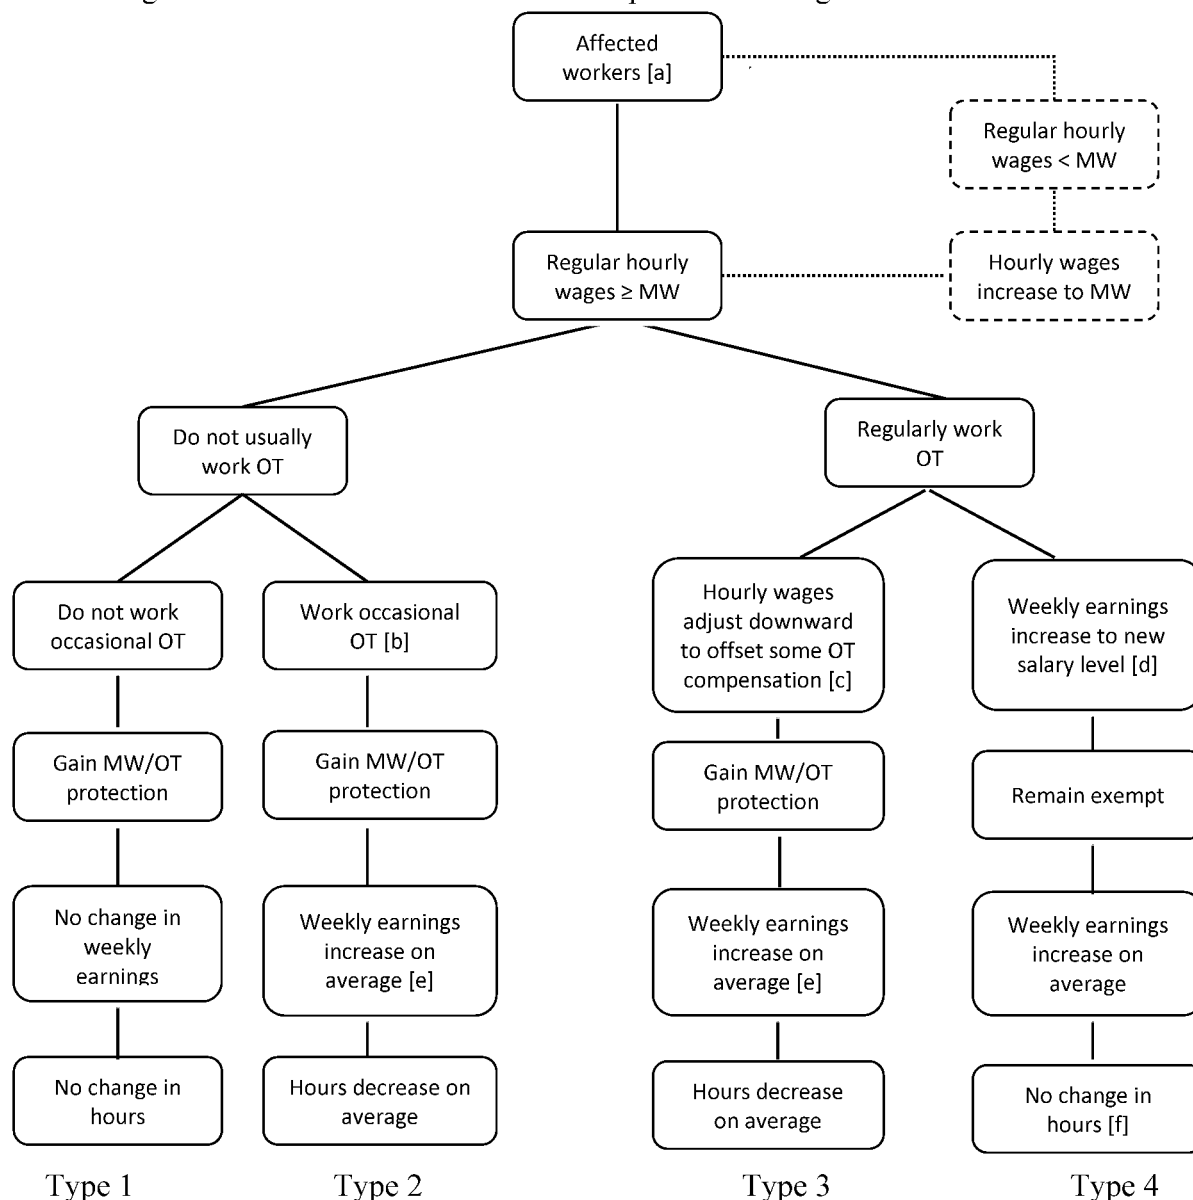 Affected
workers [a]
Regular hourly
wages < MW
Regular hourly
wages ≥ MW
Hourly wages
increase to MW
Do not usually
work OT
Regularly work
OT
Do not work
occasional OT
Work occasional
OT [b]
Hourly wages
adjust downward
to offset some OT
compensation [c]
Weekly earnings
increase to new
salary level [d]
Gain MW/OT
protection
Gain MW/OT
protection
Gain MW/OT
protection
Remain exempt
No change in
weekly
earnings
Weekly earnings
increase on
average [e]
Weekly earnings
increase on
average [e]
Weekly earnings
increase on
average
No change in
hours
Hours decrease on
average
Hours decrease
on average
No change in
hours [f]
Type 1
Type 2
Type 3
Type 4